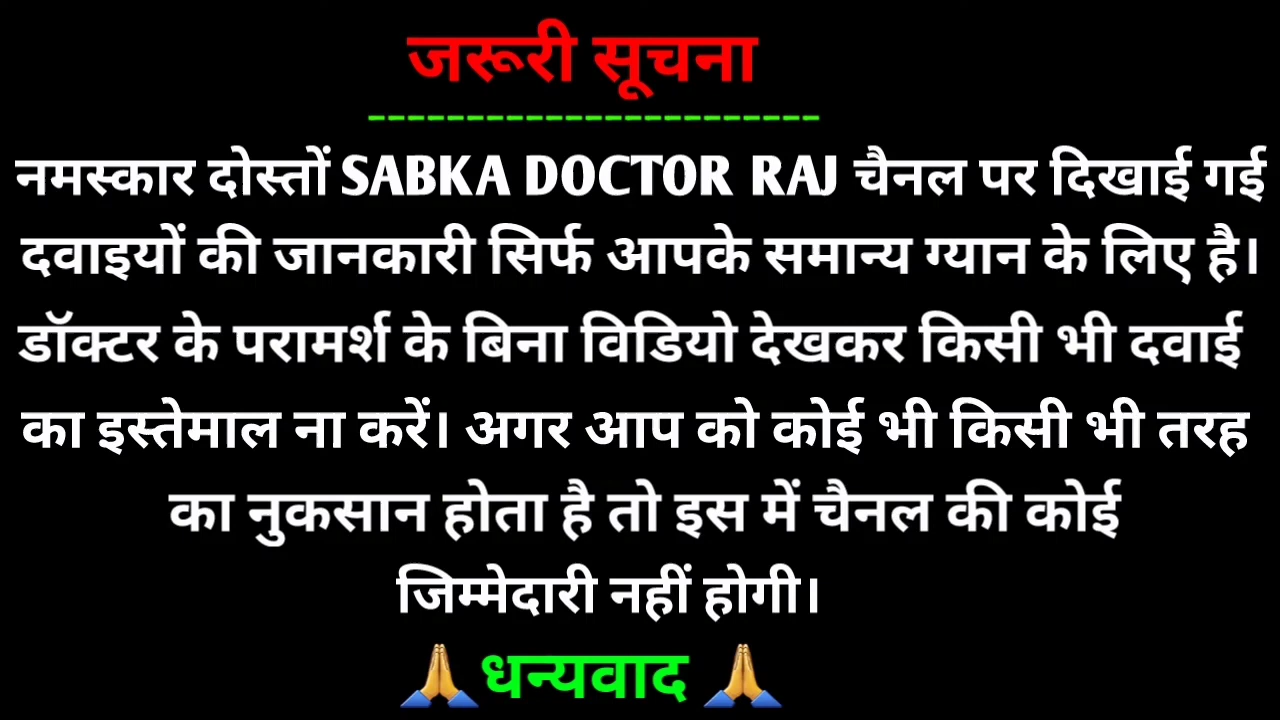 जरूरी सूचना
-----------------------
नमस्कार दोस्तों SABKA DOCTOR RAJ चैनल पर दिखाई गई
दवाइयों की जानकारी सिर्फ आपके समान्य ग्यान के लिए है।
डॉक्टर के परामर्श के बिना विडियो देखकर किसी भी दवाई
का इस्तेमाल ना करें। अगर आप को कोई भी किसी भी तरह
का नुकसान होता है तो इस में चैनल की कोई
जिम्मेदारी नहीं होगी।
🙏धन्यवाद 🙏